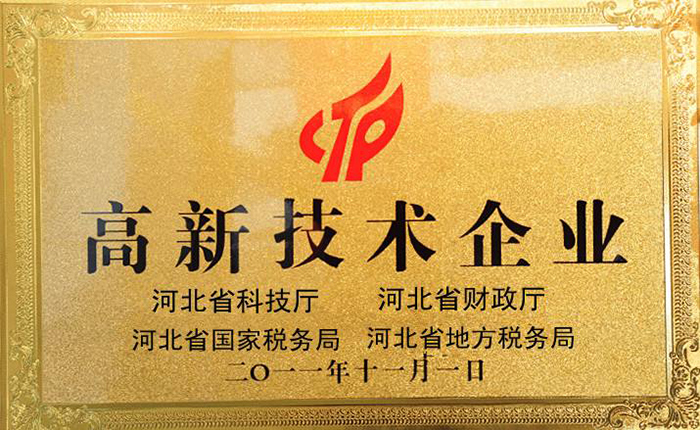 高新技术企业
河北省科技厅 河北省财政厅
河北省国家税务局 河北省地方税务局
二〇一一年十一月一日